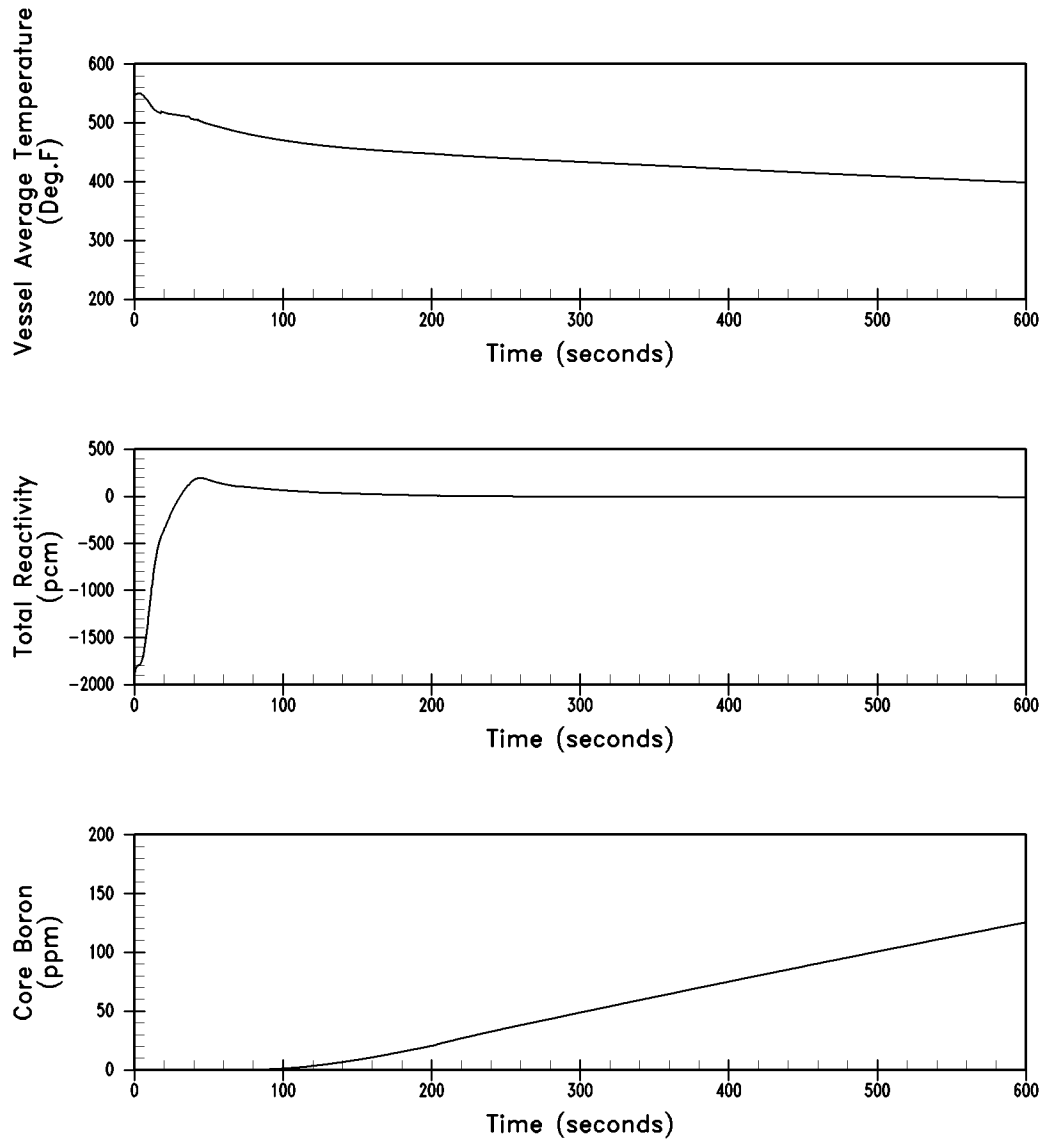 Vessel Average Temperature
(Deg.F)
600
500
400
300
200
0 100 200 300 400 500 600
Time (seconds)
Total Reactivity
(pcm)
500
0
-500
-1000
-1500
-2000
0 100 200 300 400 500 600
Time (seconds)
Core Boron
(ppm)
200
150
100
50
0
0 100 200 300 400 500 600
Time (seconds)